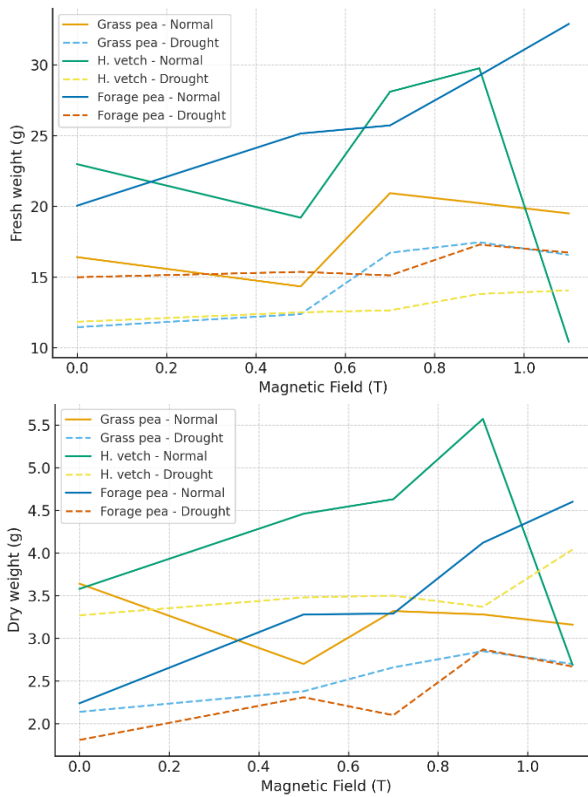 Grass pea - Normal
Grass pea - Drought
H. vetch - Normal
H. vetch - Drought
Forage pea - Normal
Forage pea - Drought
30
25
20
15
10
Fresh weight (g)
0.0 0.2 0.4 0.6 0.8 1.0
Magnetic Field (T)
Grass pea - Normal
Grass pea - Drought
H. vetch - Normal
H. vetch - Drought
Forage pea - Normal
Forage pea - Drought
5.5
5.0
4.5
4.0
3.5
3.0
2.5
2.0
Dry weight (g)
0.0 0.2 0.4 0.6 0.8 1.0
Magnetic Field (T)